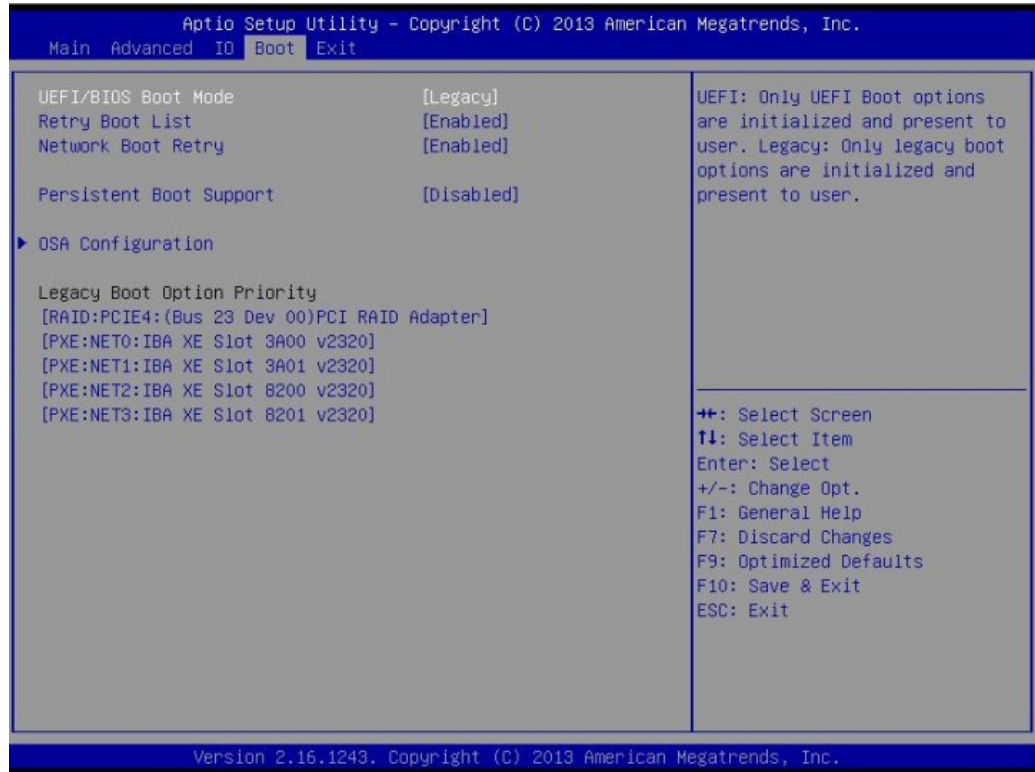 Aptio Setup Utility – Copyright (C) 2013 American Megatrends, Inc.
Main Advanced IO Boot Exit
UEFI/BIOS Boot Mode [Legacy]
Retry Boot List [Enabled]
Network Boot Retry [Enabled]
Persistent Boot Support [Disabled]
OSA Configuration
Legacy Boot Option Priority
[RAID:PCIE4:(Bus 23 Dev 00)PCI RAID Adapter]
[PXE:NET0:IBA XE Slot 3A00 v2320]
[PXE:NET1:IBA XE Slot 3A01 v2320]
[PXE:NET2:IBA XE Slot 8200 v2320]
[PXE:NET3:IBA XE Slot 8201 v2320]
UEFI: Only UEFI Boot options
are initialized and present to
user. Legacy: Only legacy boot
options are initialized and
present to user.
→←: Select Screen
↑↓: Select Item
Enter: Select
+/-: Change Opt.
F1: General Help
F7: Discard Changes
F9: Optimized Defaults
F10: Save & Exit
ESC: Exit
Version 2.16.1243. Copyright (C) 2013 American Megatrends, Inc.